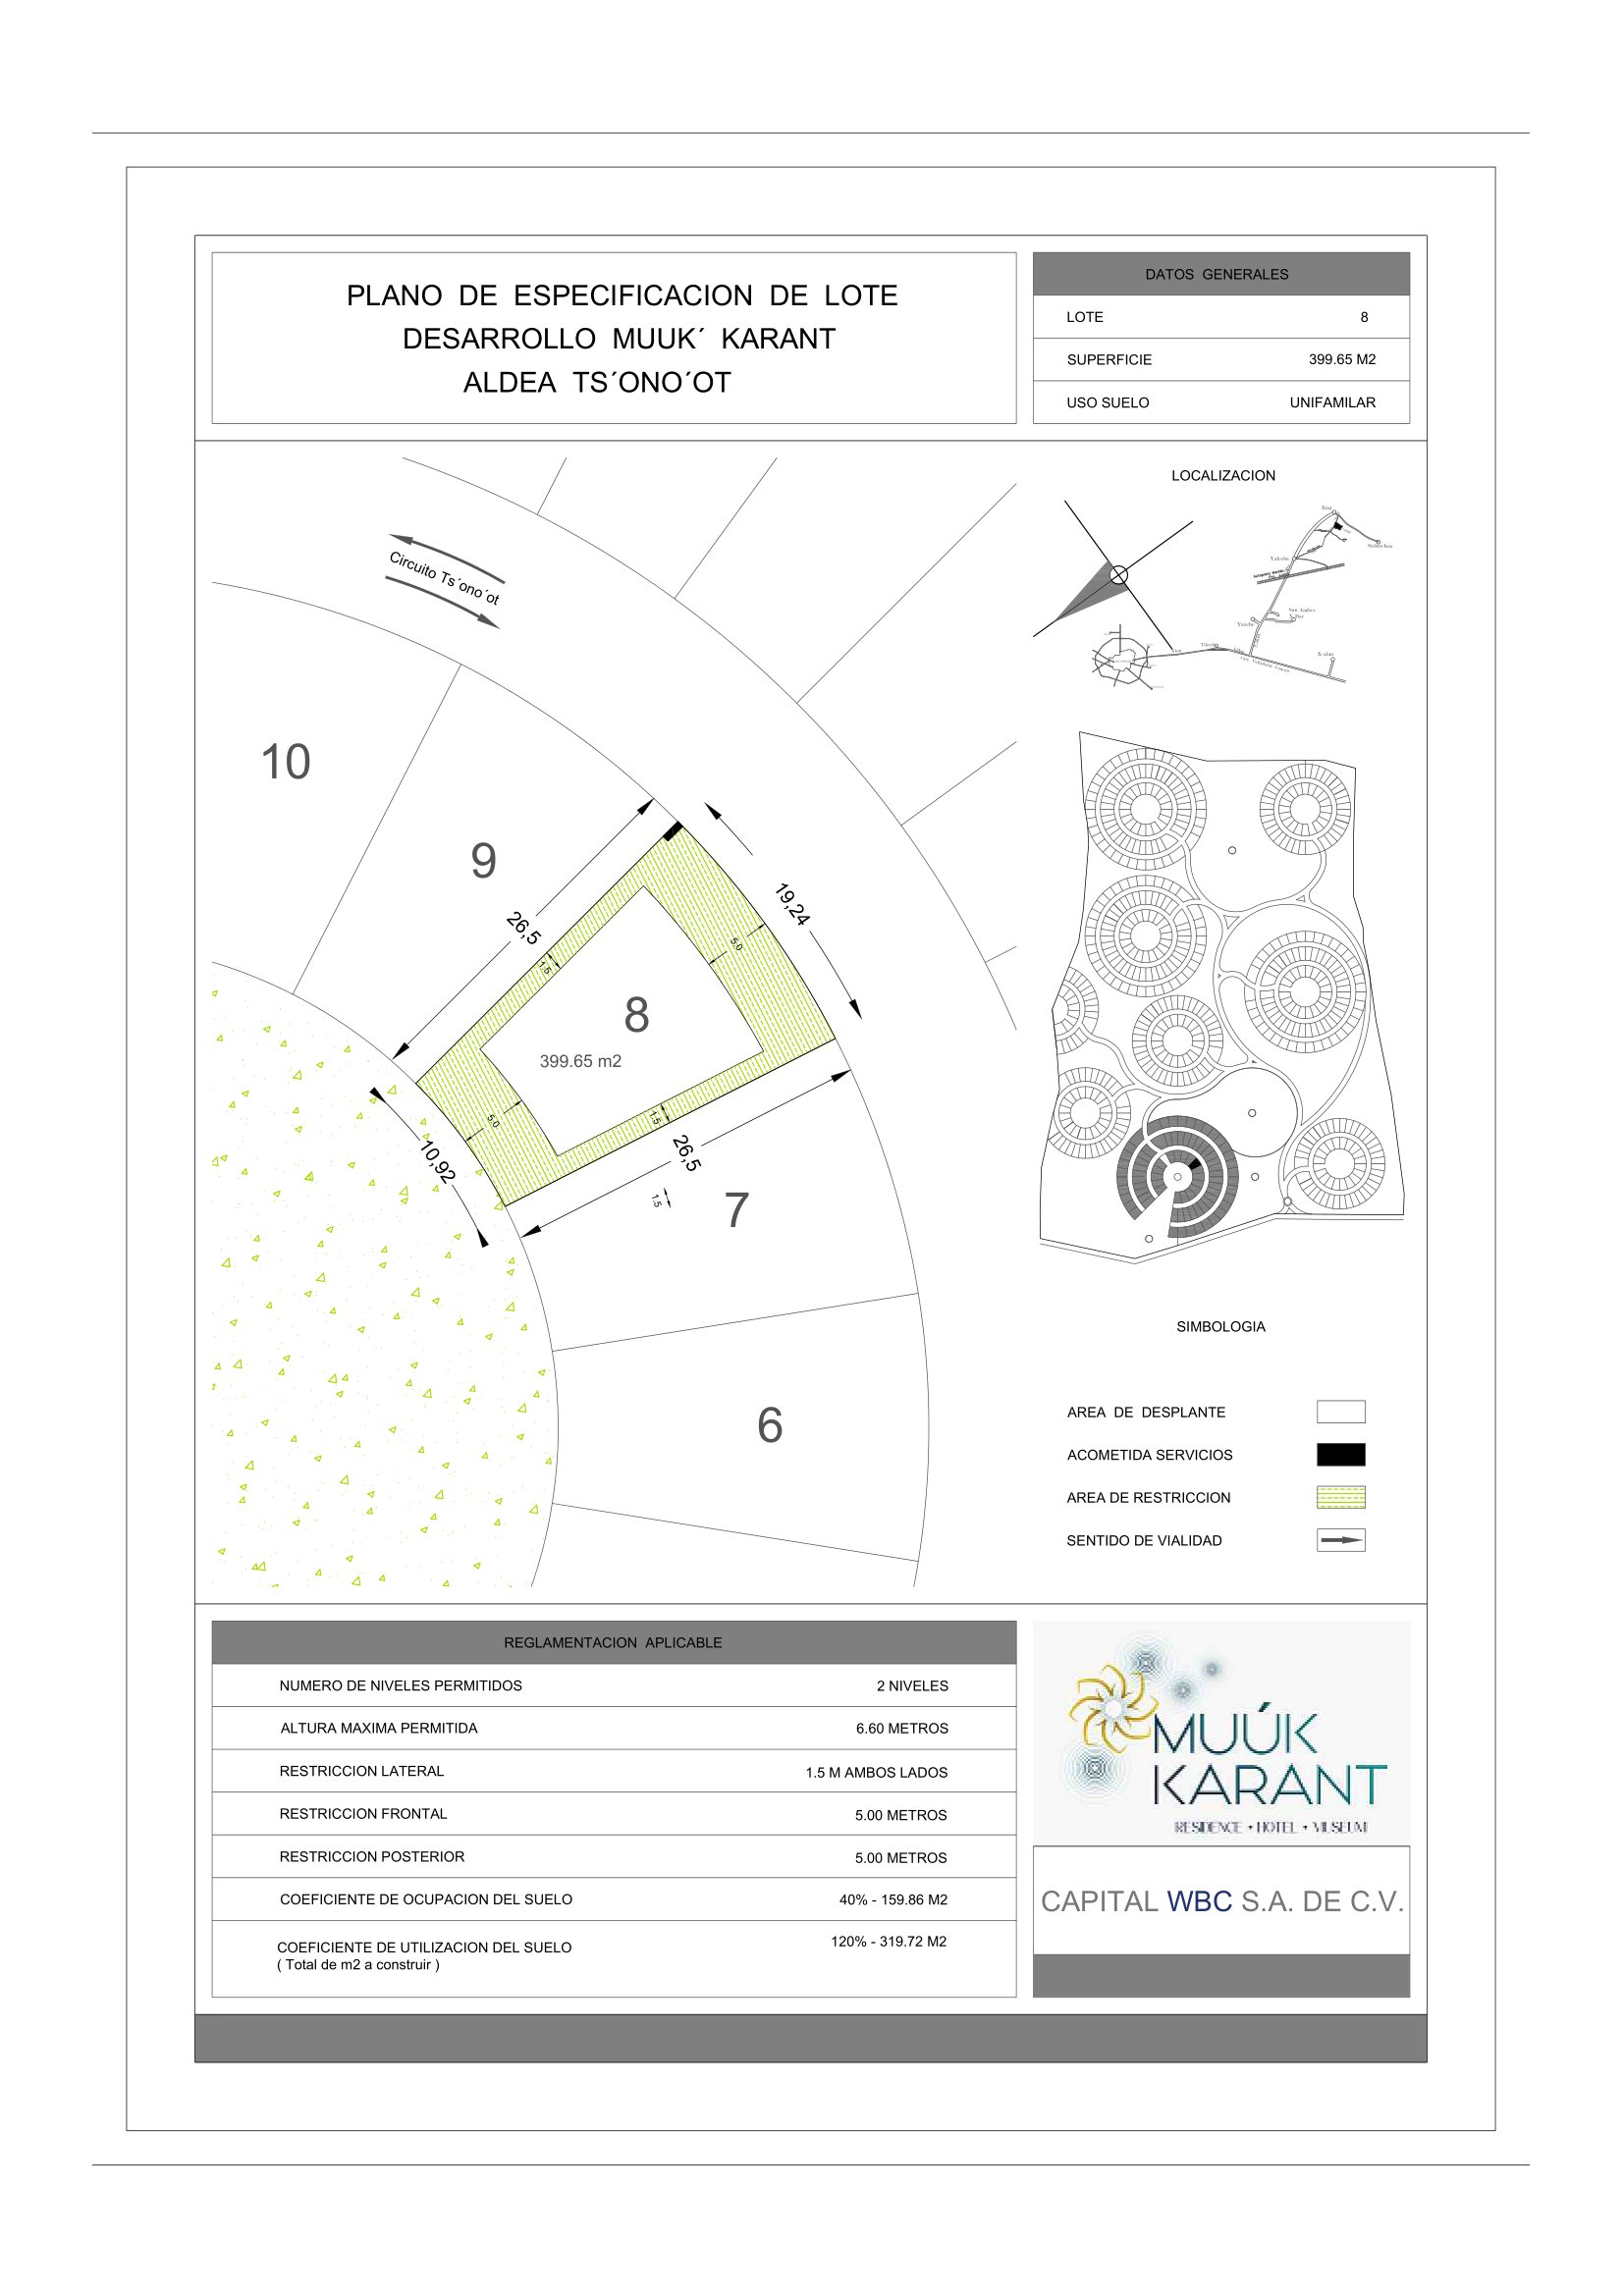 PLANO DE ESPECIFICACION DE LOTE
DESARROLLO MUUK´ KARANT
ALDEA TS´ONO´OT
DATOS GENERALES
LOTE 8
SUPERFICIE 399.65 M2
USO SUELO UNIFAMILAR
LOCALIZACION
Circuito Ts´ono´ot
10
9
26,5
1.5
19,24
5.0
8
399.65 m2
5.0
1.5
10,92
26,5
1.5
7
6
SIMBOLOGIA
AREA DE DESPLANTE
ACOMETIDA SERVICIOS
AREA DE RESTRICCION
SENTIDO DE VIALIDAD
REGLAMENTACION APLICABLE
NUMERO DE NIVELES PERMITIDOS 2 NIVELES
ALTURA MAXIMA PERMITIDA 6.60 METROS
RESTRICCION LATERAL 1.5 M AMBOS LADOS
RESTRICCION FRONTAL 5.00 METROS
RESTRICCION POSTERIOR 5.00 METROS
COEFICIENTE DE OCUPACION DEL SUELO 40% - 159.86 M2
COEFICIENTE DE UTILIZACION DEL SUELO 120% - 319.72 M2
( Total de m2 a construir )
MUÚK
KARANT
RESIDENCE • HOTEL • MUSEUM
CAPITAL WBC S.A. DE C.V.